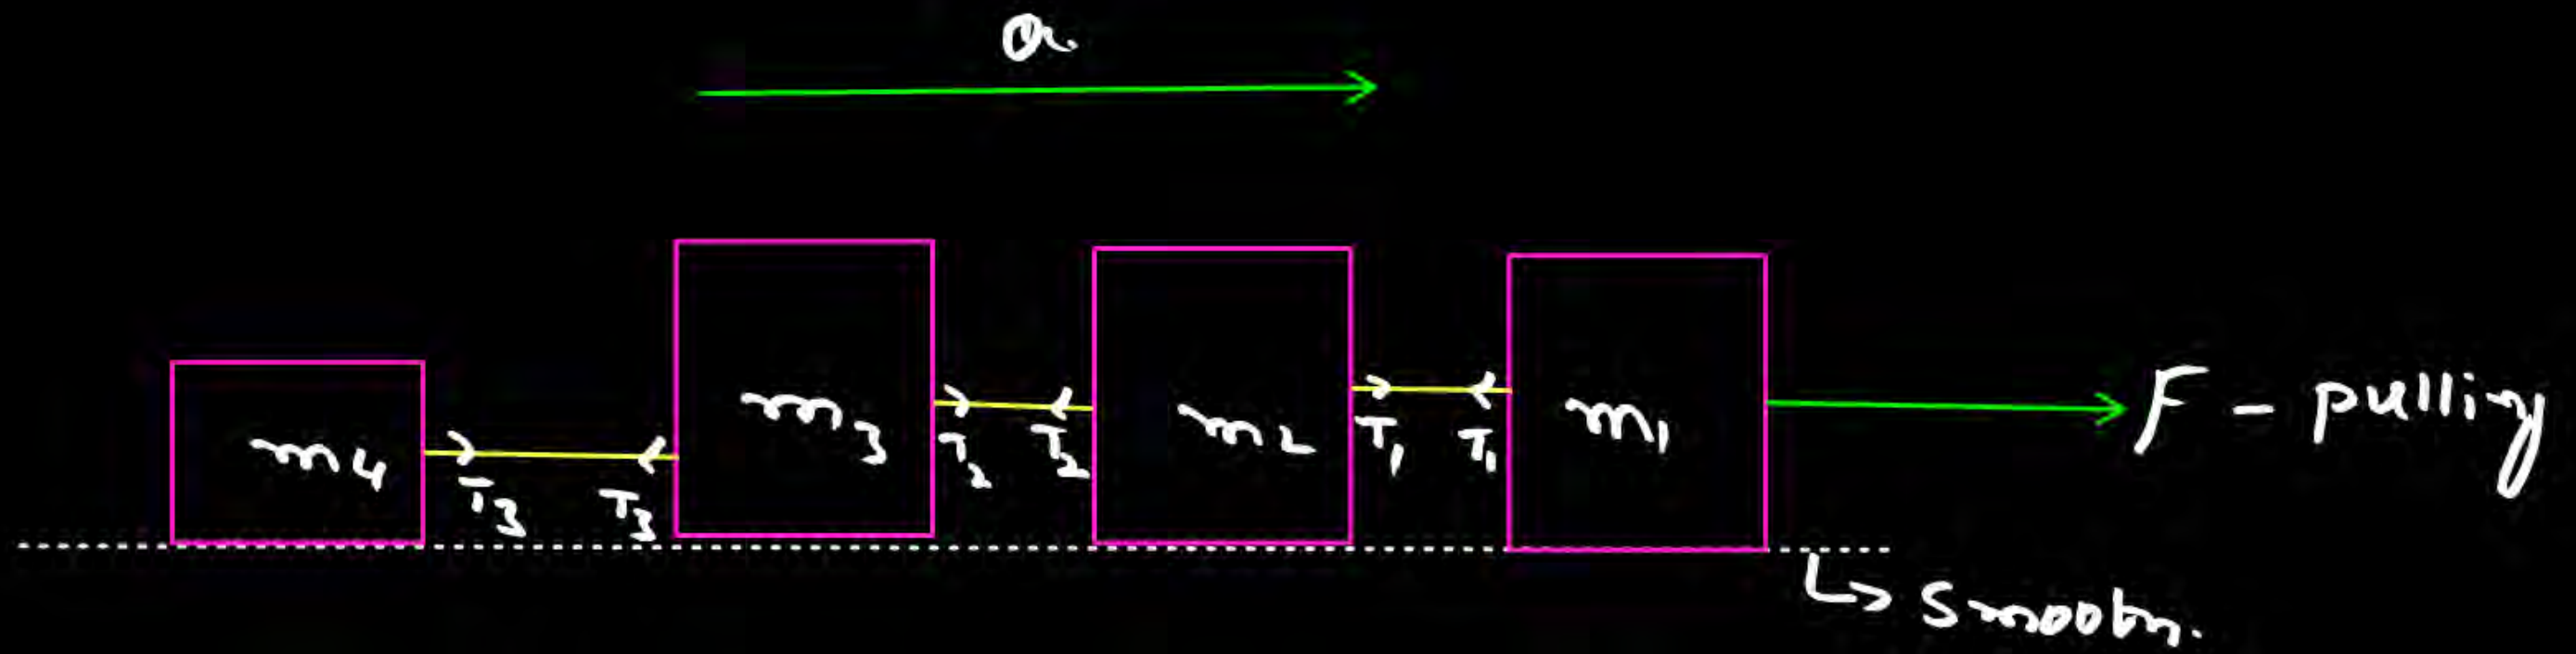 a
m4 T3 T3 m3 T2 T2 m2 T1 T1 m1 F - pulling
↳ Smooth.